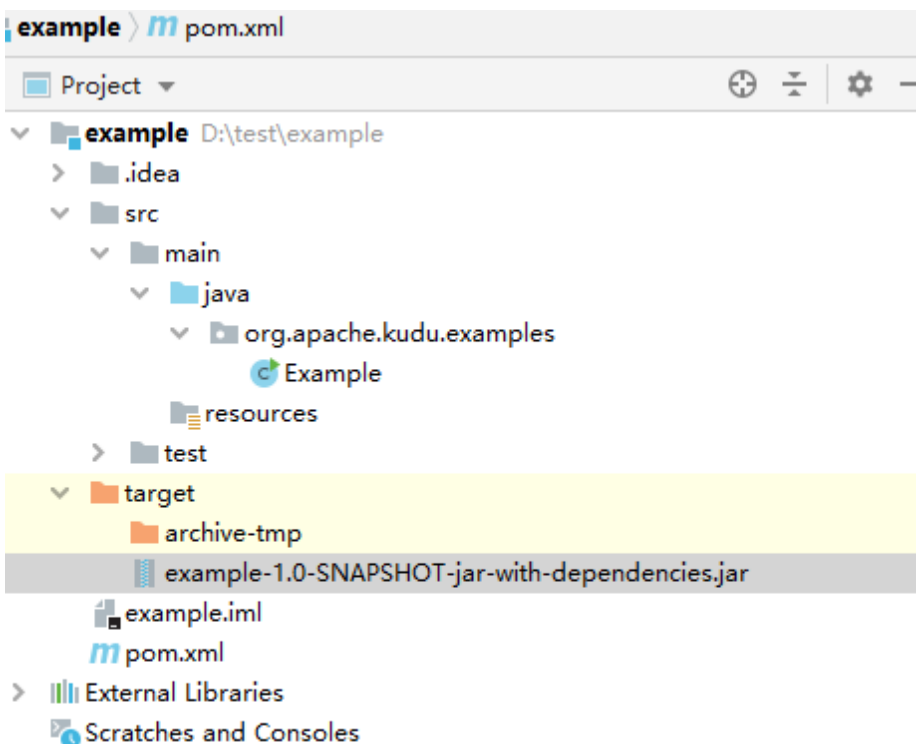 example 〉 m pom.xml
Project
example D:\test\example
.idea
src
main
java
org.apache.kudu.examples
C Example
resources
test
target
archive-tmp
example-1.0-SNAPSHOT-jar-with-dependencies.jar
example.iml
m pom.xml
External Libraries
Scratches and Consoles